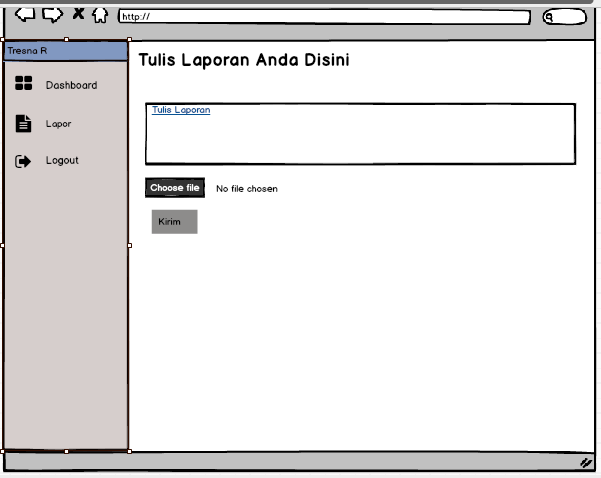 http://
Tresna R
Tulis Laporan Anda Disini
Dashboard
Tulis Laporan
Lapor
Logout
Choose file No file chosen
Kirim